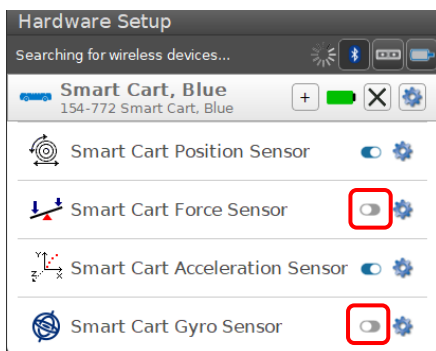 Hardware Setup
Searching for wireless devices...
Smart Cart, Blue
154-772 Smart Cart, Blue
+
Smart Cart Position Sensor
Smart Cart Force Sensor
Y
Z
X
Smart Cart Acceleration Sensor
Smart Cart Gyro Sensor